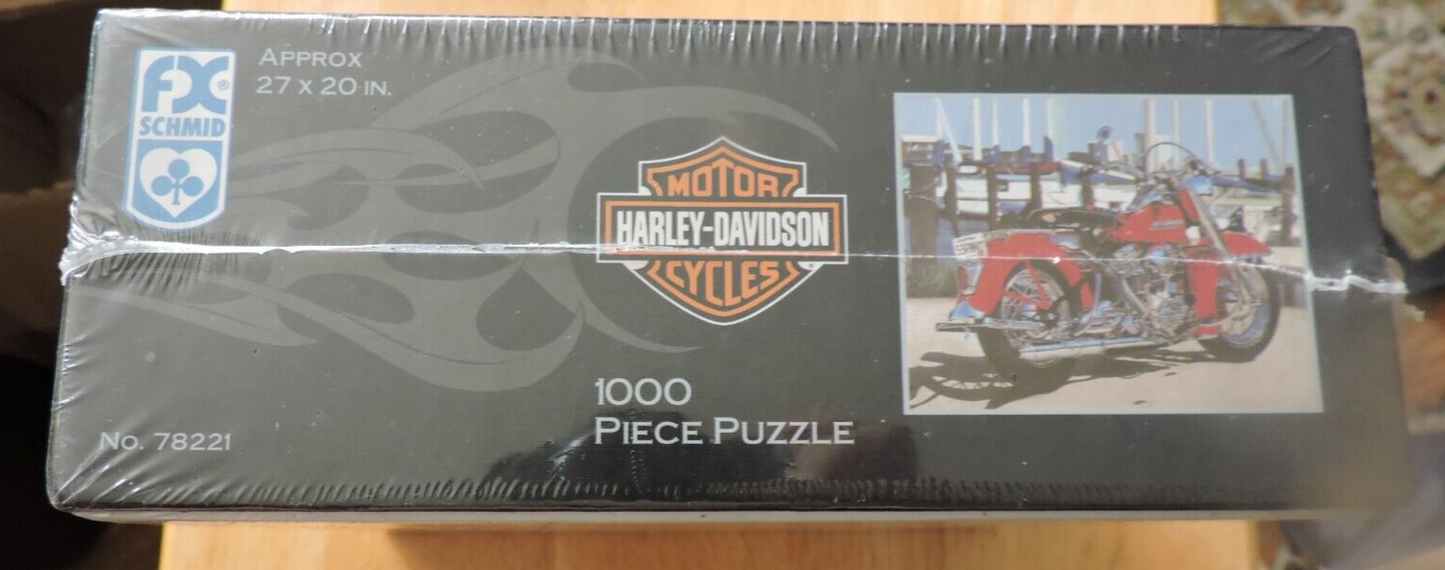 FX®
SCHMID
APPROX
27 X 20 IN.
MOTOR
HARLEY-DAVIDSON
CYCLES
1000
PIECE PUZZLE
No. 78221